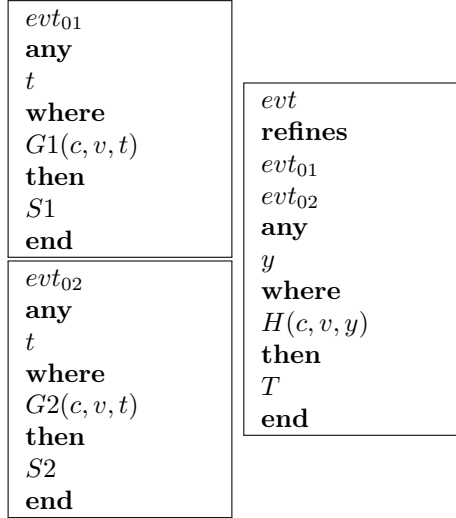 evt₀₁
any
t
where
G1(c, v, t)
then
S1
end
evt₀₂
any
t
where
G2(c, v, t)
then
S2
end
evt
refines
evt₀₁
evt₀₂
any
y
where
H(c, v, y)
then
T
end